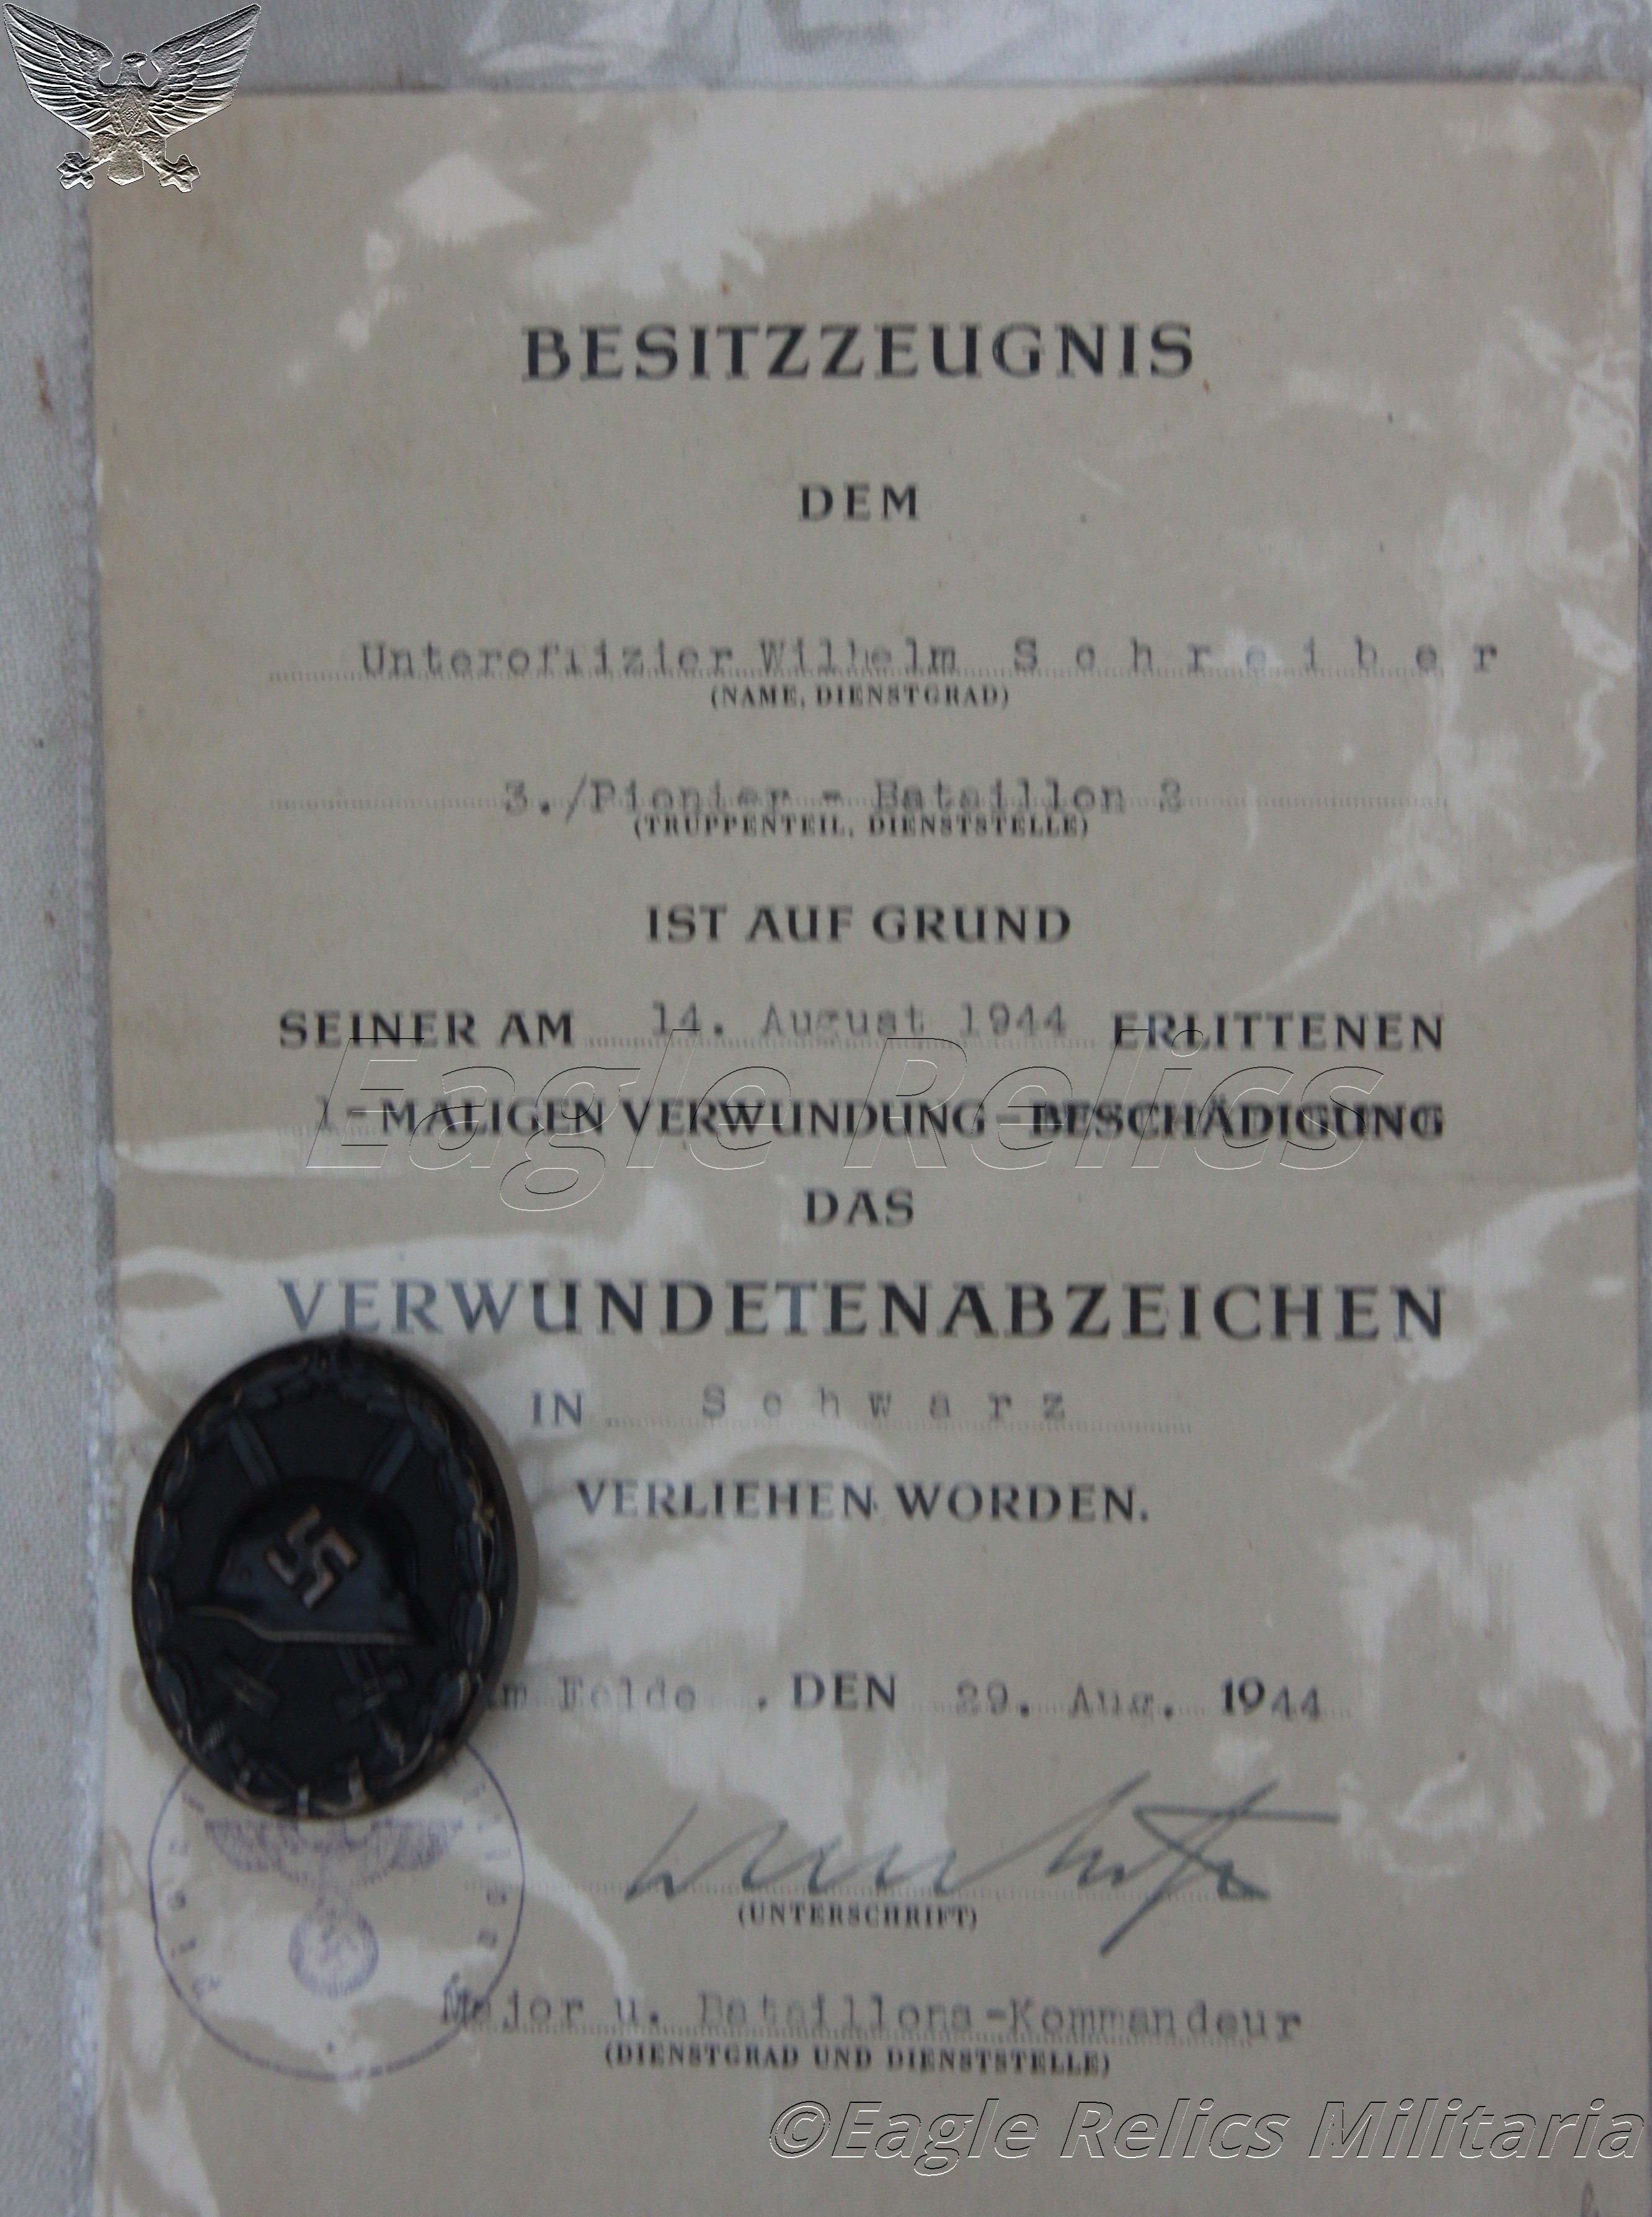 BESITZZEUGNIS
DEM
Unteroffizier Wilhelm Schreiber
(NAME, DIENSTGRAD)
3./Pionier - Bataillon
(TRUPPENTEIL, DIENSTSTELLE)
IST AUF GRUND
SEINER AM 14. August 1944 ERLITTENEN
1-MALIGEN VERWUNDUNG - BESCHÄDIGUNG
Eagle Relics
DAS
VERWUNDETENABZEICHEN
IN Schwarz
VERLIEHEN WORDEN.
im Felde, DEN 29. Aug. 1944
(UNTERSCHRIFT)
Major u. Bataillons-Kommandeur
(DIENSTGRAD UND DIENSTSTELLE)
©Eagle Relics Militaria